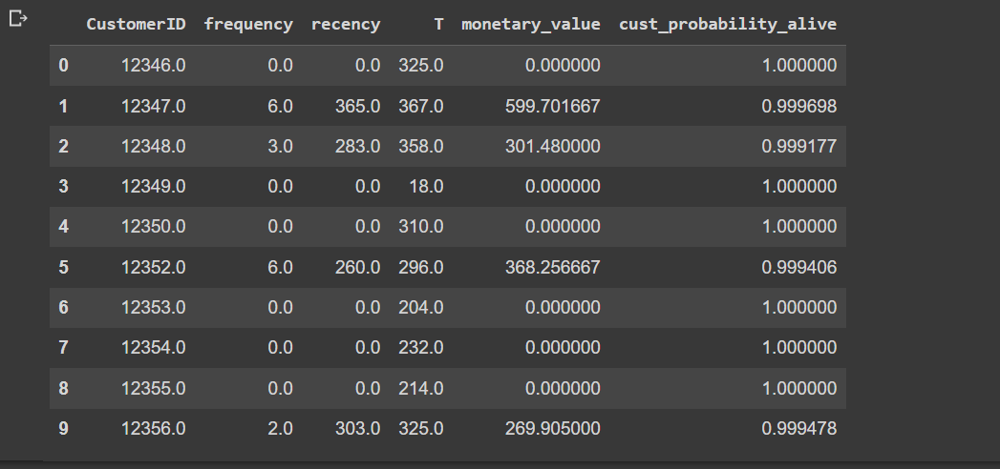 CustomerID frequency recency T monetary_value cust_probability_alive
0 12346.0 0.0 0.0 325.0 0.000000 1.000000
1 12347.0 6.0 365.0 367.0 599.701667 0.999698
2 12348.0 3.0 283.0 358.0 301.480000 0.999177
3 12349.0 0.0 0.0 18.0 0.000000 1.000000
4 12350.0 0.0 0.0 310.0 0.000000 1.000000
5 12352.0 6.0 260.0 296.0 368.256667 0.999406
6 12353.0 0.0 0.0 204.0 0.000000 1.000000
7 12354.0 0.0 0.0 232.0 0.000000 1.000000
8 12355.0 0.0 0.0 214.0 0.000000 1.000000
9 12356.0 2.0 303.0 325.0 269.905000 0.999478